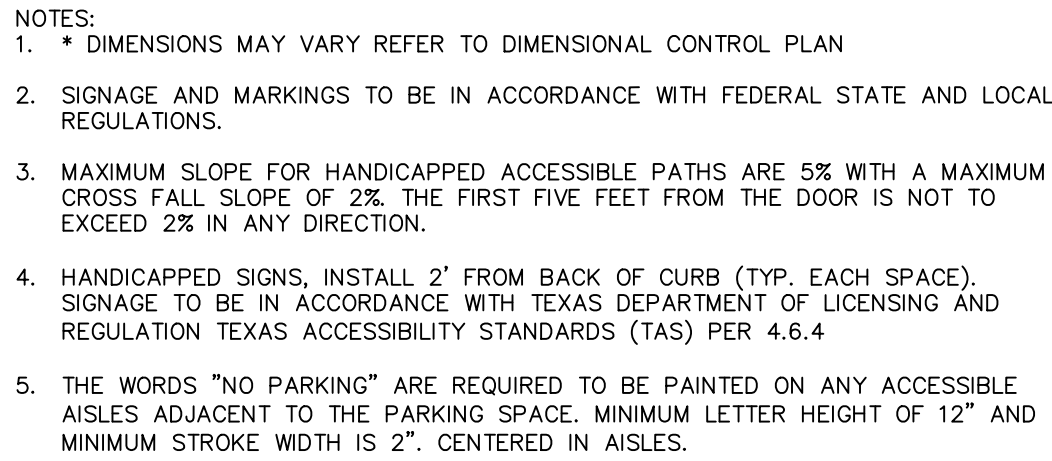 NOTES:
1. * DIMENSIONS MAY VARY REFER TO DIMENSIONAL CONTROL PLAN
2. SIGNAGE AND MARKINGS TO BE IN ACCORDANCE WITH FEDERAL STATE AND LOCAL
REGULATIONS.
3. MAXIMUM SLOPE FOR HANDICAPPED ACCESSIBLE PATHS ARE 5% WITH A MAXIMUM
CROSS FALL SLOPE OF 2%. THE FIRST FIVE FEET FROM THE DOOR IS NOT TO
EXCEED 2% IN ANY DIRECTION.
4. HANDICAPPED SIGNS, INSTALL 2' FROM BACK OF CURB (TYP. EACH SPACE).
SIGNAGE TO BE IN ACCORDANCE WITH TEXAS DEPARTMENT OF LICENSING AND
REGULATION TEXAS ACCESSIBILITY STANDARDS (TAS) PER 4.6.4
5. THE WORDS "NO PARKING" ARE REQUIRED TO BE PAINTED ON ANY ACCESSIBLE
AISLES ADJACENT TO THE PARKING SPACE. MINIMUM LETTER HEIGHT OF 12" AND
MINIMUM STROKE WIDTH IS 2". CENTERED IN AISLES.